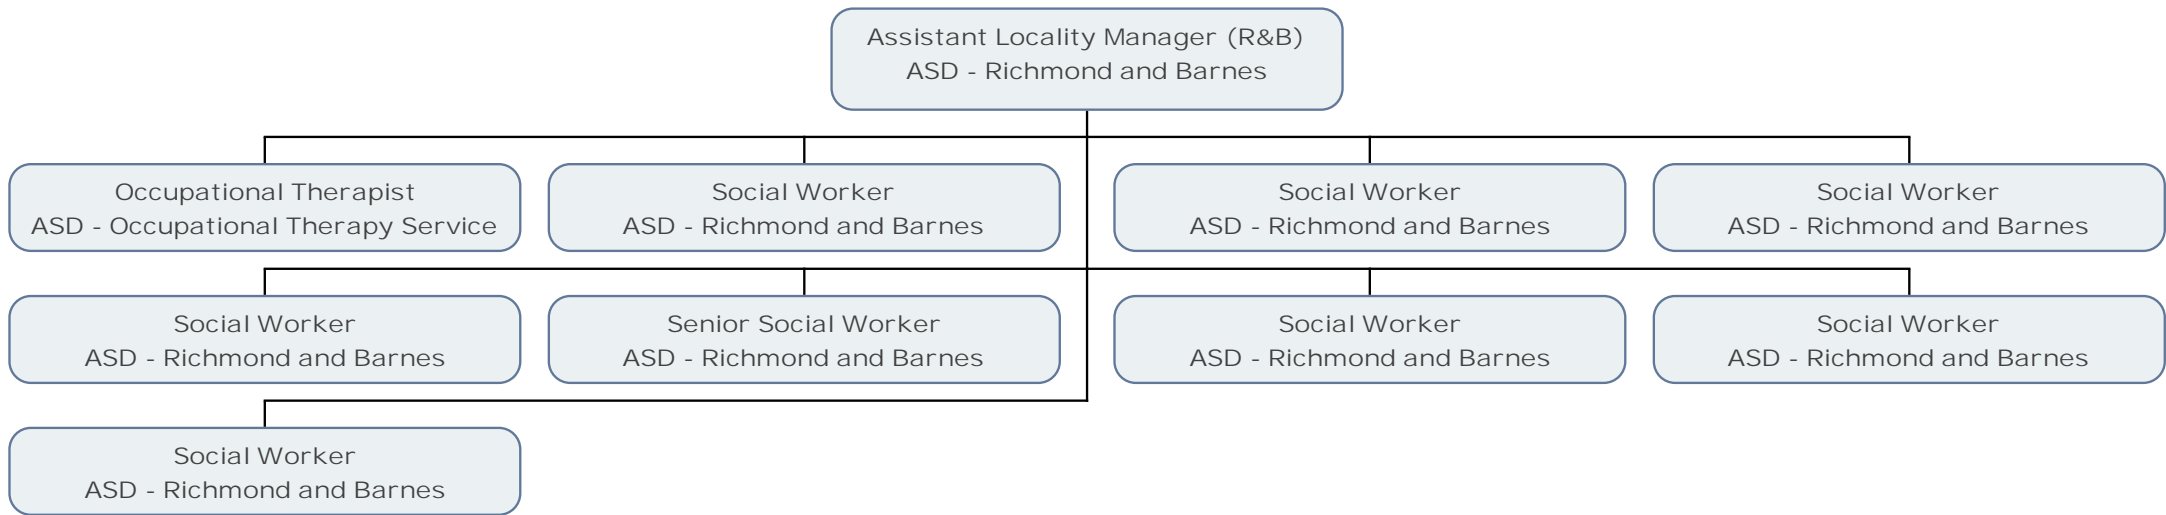 Assistant Locality Manager (R&B)
ASD - Richmond and Barnes
Occupational Therapist
ASD - Occupational Therapy Service
Social Worker
ASD - Richmond and Barnes
Social Worker
ASD - Richmond and Barnes
Social Worker
ASD - Richmond and Barnes
Social Worker
ASD - Richmond and Barnes
Senior Social Worker
ASD - Richmond and Barnes
Social Worker
ASD - Richmond and Barnes
Social Worker
ASD - Richmond and Barnes
Social Worker
ASD - Richmond and Barnes